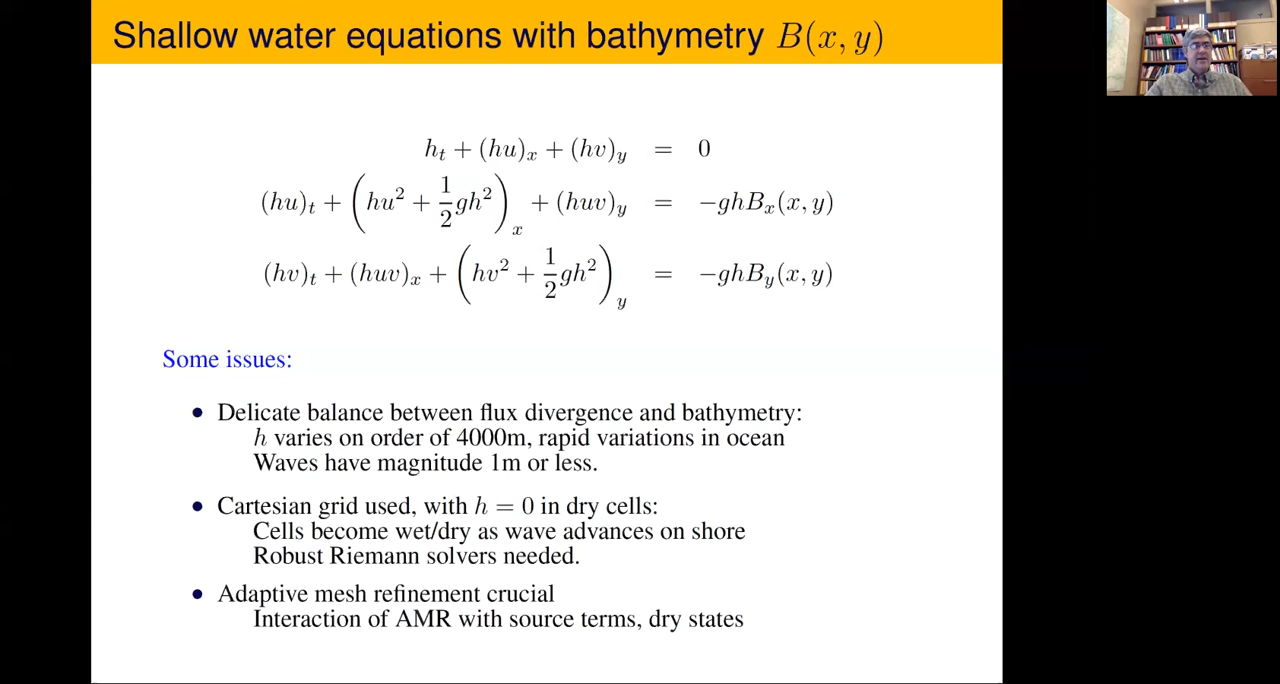 Shallow water equations with bathymetry B(x, y)
h_t + (hu)_x + (hv)_y = 0
(hu)_t + (hu² + 1/2 gh²)_x + (huv)_y = −ghB_x(x, y)
(hv)_t + (huv)_x + (hv² + 1/2 gh²)_y = −ghB_y(x, y)
Some issues:
• Delicate balance between flux divergence and bathymetry:
h varies on order of 4000m, rapid variations in ocean
Waves have magnitude 1m or less.
• Cartesian grid used, with h = 0 in dry cells:
Cells become wet/dry as wave advances on shore
Robust Riemann solvers needed.
• Adaptive mesh refinement crucial
Interaction of AMR with source terms, dry states